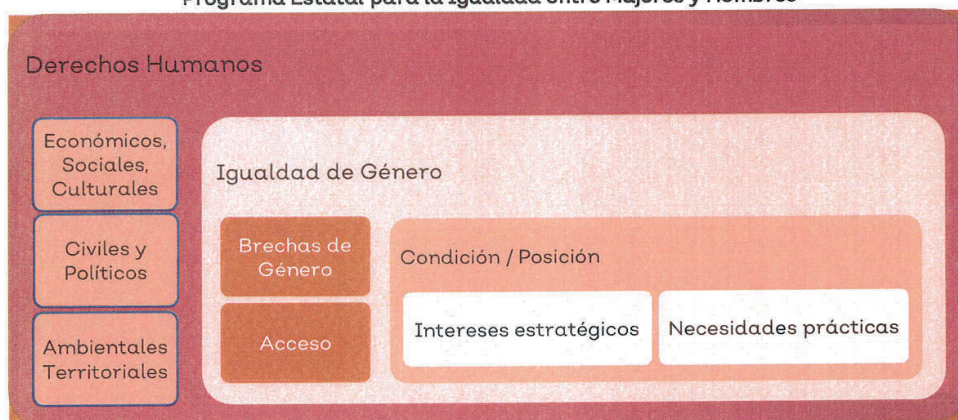 Programa Estatal para la Igualdad entre Mujeres y Hombres
Derechos Humanos
Económicos,
Sociales,
Culturales
Civiles y
Políticos
Ambientales
Territoriales
Igualdad de Género
Brechas de
Género
Acceso
Condición / Posición
Intereses estratégicos
Necesidades prácticas